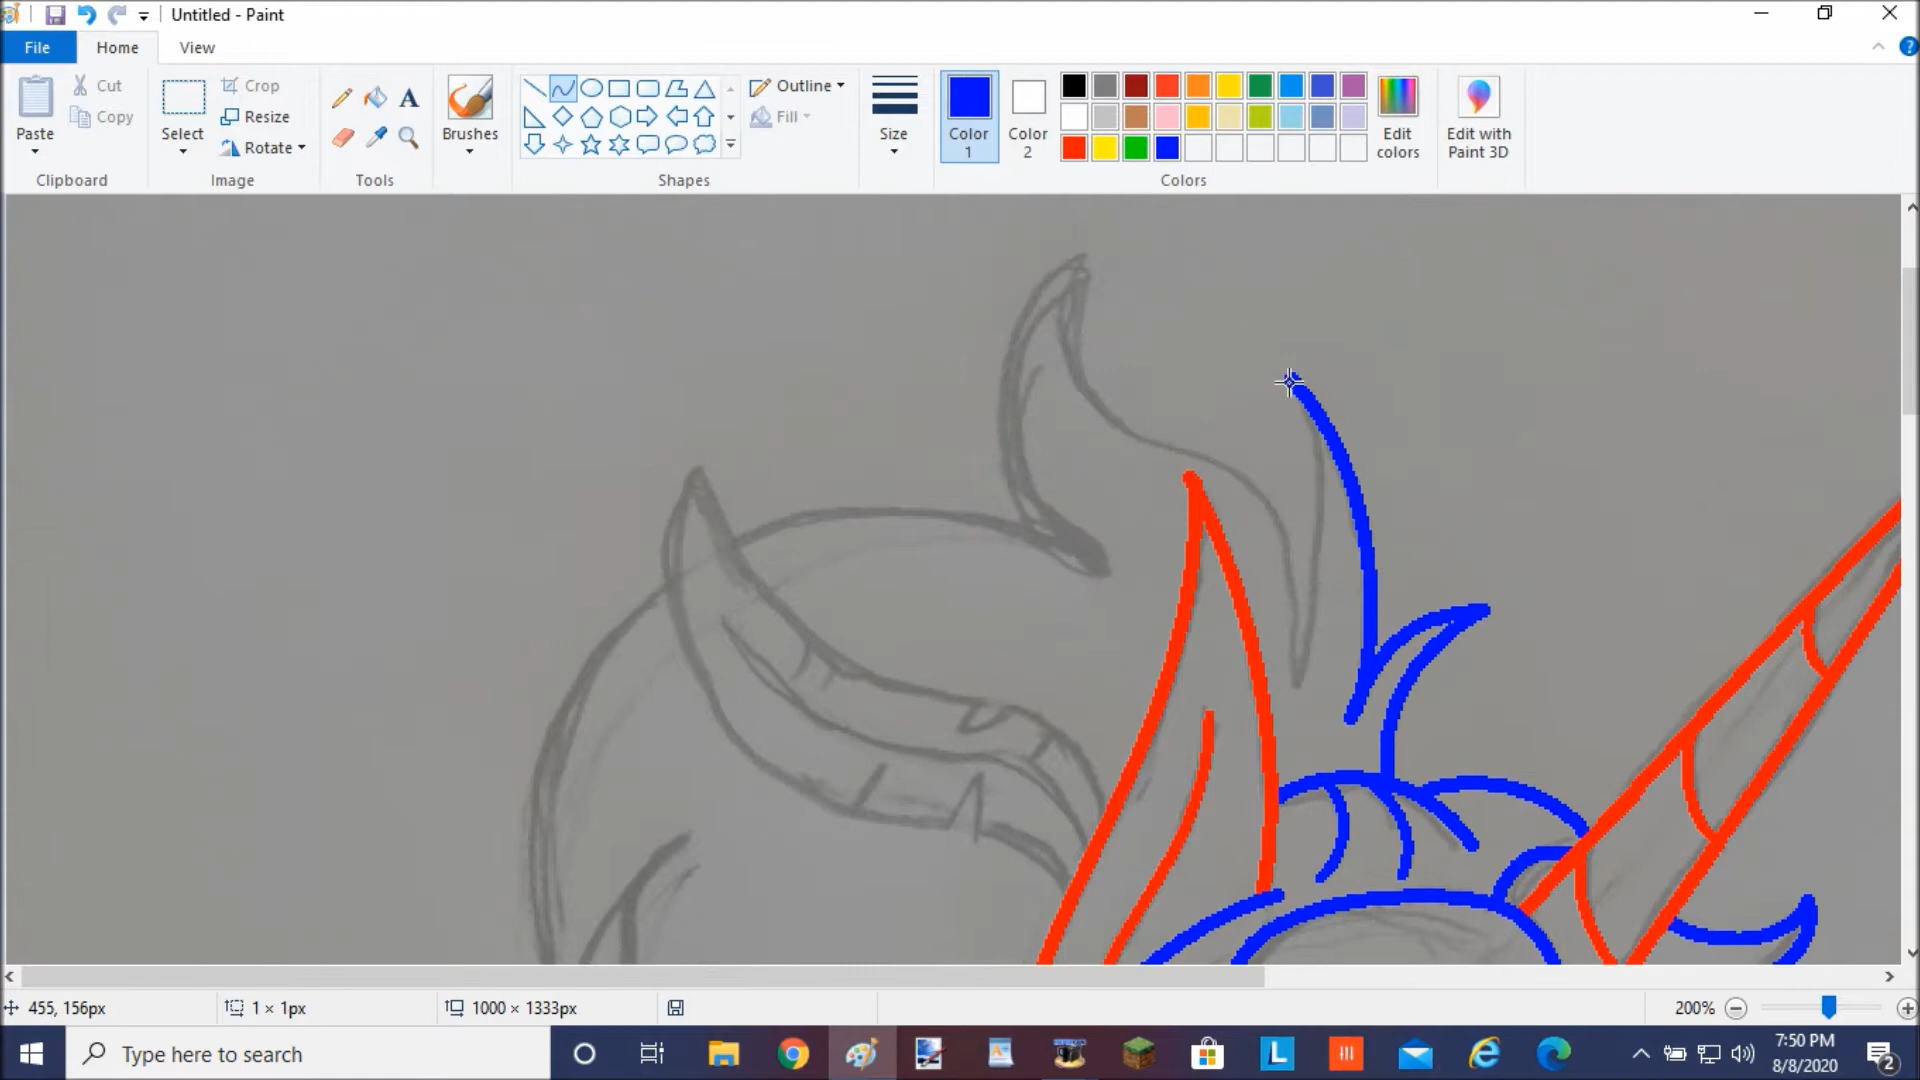 Untitled - Paint
File Home View
Paste
Cut
Copy
Clipboard
Select
Crop
Resize
Rotate
Image
Tools
Brushes
Shapes
Outline
Fill
Size
Color 1
Color 2
Edit colors
Edit with Paint 3D
Colors
455, 156px
1 × 1px
1000 × 1333px
200%
Type here to search
7:50 PM
8/8/2020
2